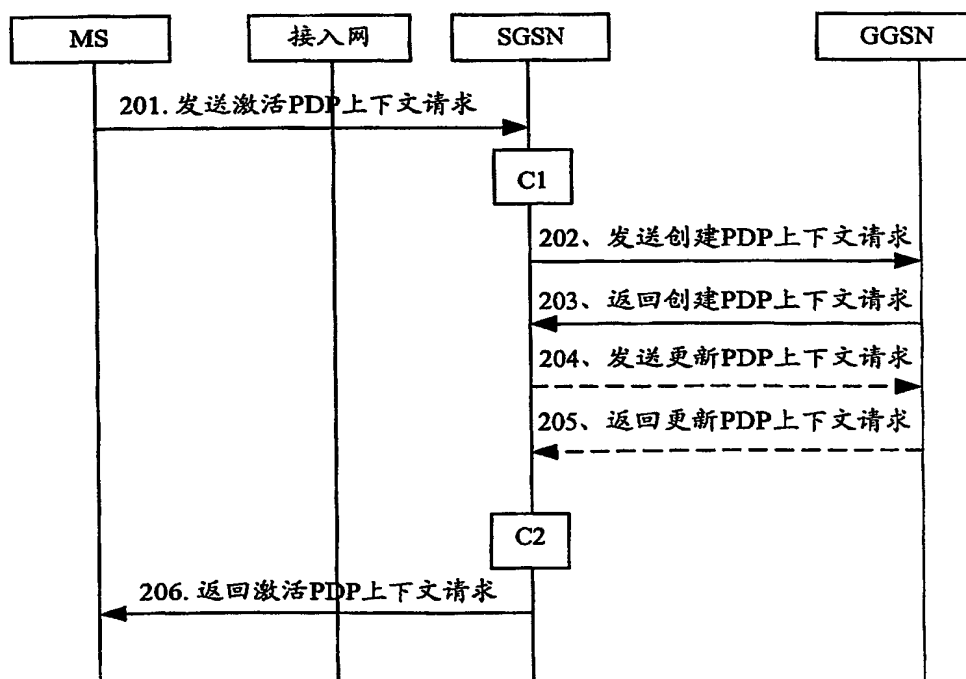 MS
接入网
SGSN
GGSN
201.发送激活PDP上下文请求
C1
202、发送创建PDP上下文请求
203、返回创建PDP上下文请求
204、发送更新PDP上下文请求
205、返回更新PDP上下文请求
C2
206.返回激活PDP上下文请求